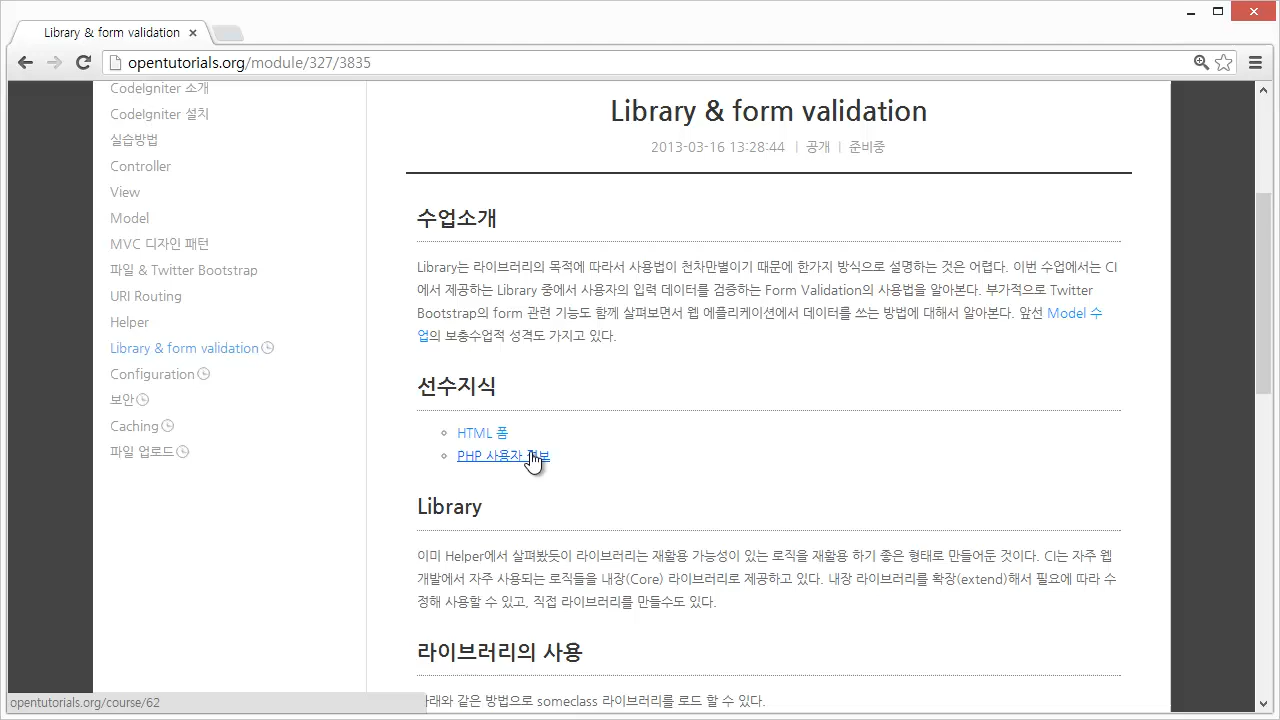 Library & form validation
opentutorials.org/module/327/3835
CodeIgniter 소개
CodeIgniter 설치
실습방법
Controller
View
Model
MVC 디자인 패턴
파일 & Twitter Bootstrap
URI Routing
Helper
Library & form validation
Configuration
보안
Caching
파일 업로드
Library & form validation
2013-03-16 13:28:44 | 공개 | 준비중
수업소개
Library는 라이브러리의 목적에 따라서 사용법이 천차만별이기 때문에 한가지 방식으로 설명하는 것은 어렵다. 이번 수업에서는 CI
에서 제공하는 Library 중에서 사용자의 입력 데이터를 검증하는 Form Validation의 사용법을 알아본다. 부가적으로 Twitter
Bootstrap의 form 관련 기능도 함께 살펴보면서 웹 에플리케이션에서 데이터를 쓰는 방법에 대해서 알아본다. 앞선 Model 수
업의 보충수업적 성격도 가지고 있다.
선수지식
HTML 폼
PHP 사용자 정보
Library
이미 Helper에서 살펴봤듯이 라이브러리는 재활용 가능성이 있는 로직을 재활용 하기 좋은 형태로 만들어둔 것이다. CI는 자주 웹
개발에서 자주 사용되는 로직들을 내장(Core) 라이브러리로 제공하고 있다. 내장 라이브러리를 확장(extend)해서 필요에 따라 수
정해 사용할 수 있고, 직접 라이브러리를 만들수도 있다.
라이브러리의 사용
아래와 같은 방법으로 someclass 라이브러리를 로드 할 수 있다.
opentutorials.org/course/62